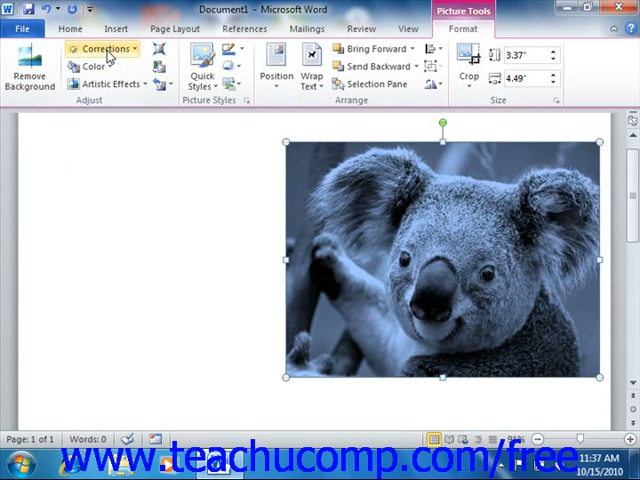 Document1 - Microsoft Word
Picture Tools
File Home Insert Page Layout References Mailings Review View Format
Remove Background
Corrections
Color
Artistic Effects
Adjust
Quick Styles
Picture Styles
Position
Wrap Text
Bring Forward
Send Backward
Selection Pane
Arrange
Crop
3.37"
4.49"
Size
Page: 1 of 1 Words: 0 91%
www.teachucomp.com/free
11:37 AM
10/15/2010